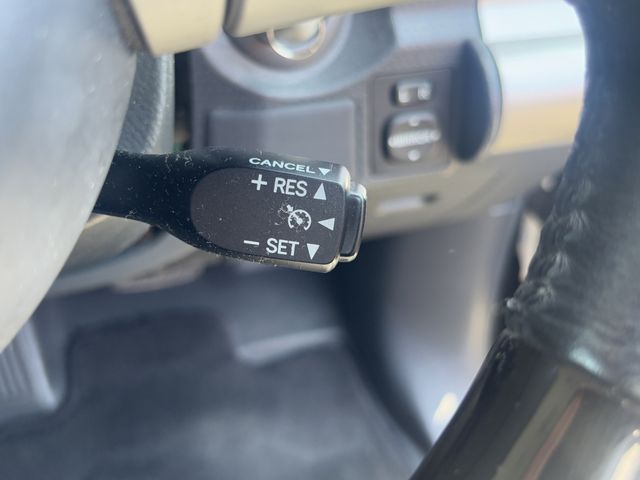 CANCEL▼
+ RES ▲
◀
− SET ▼